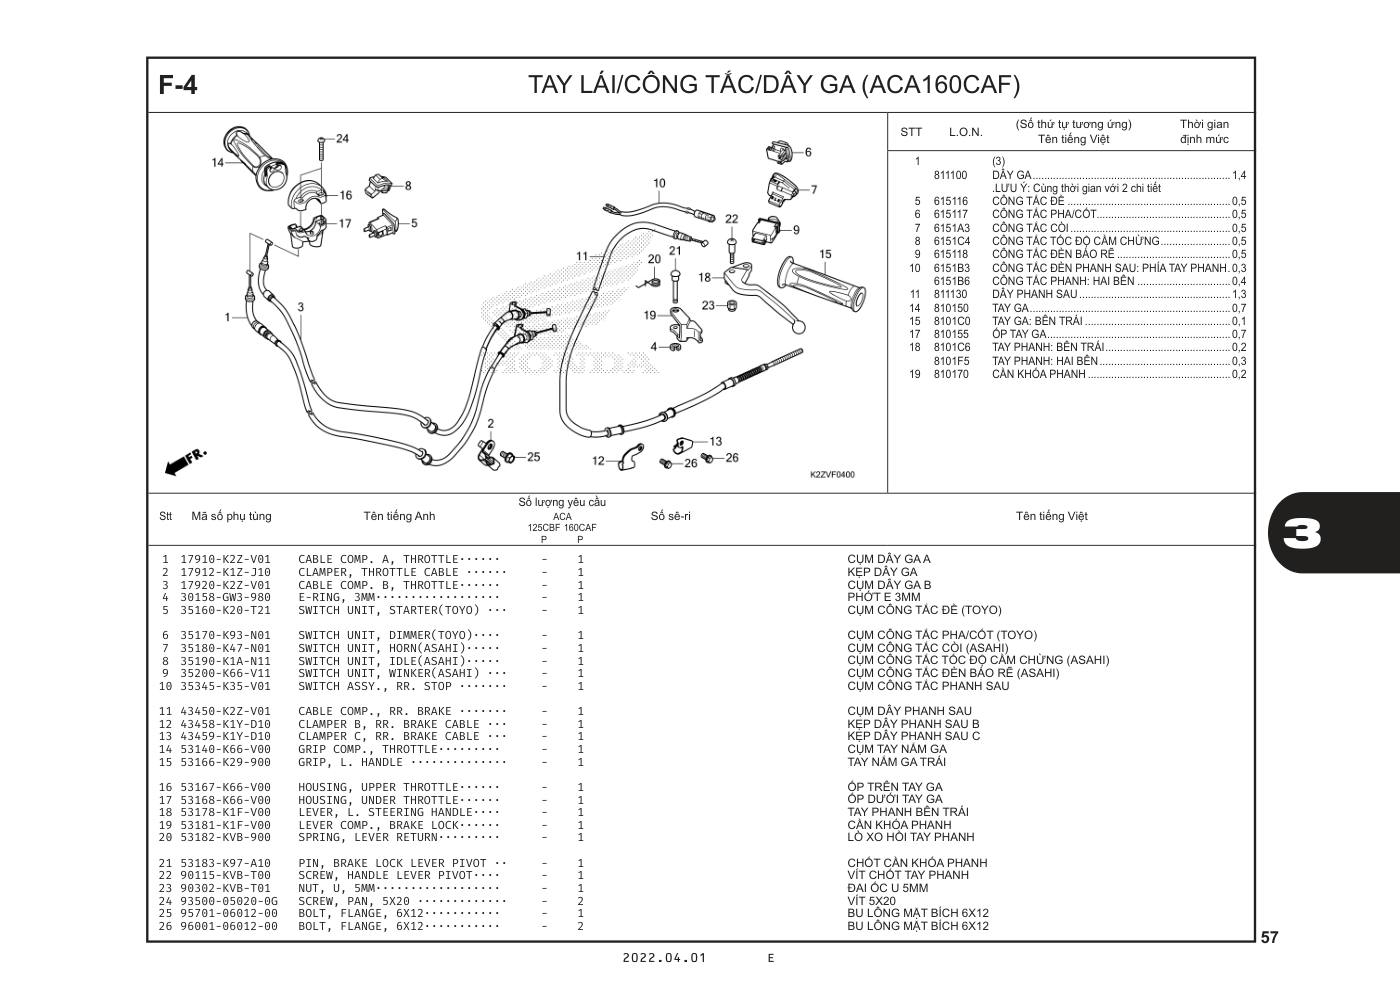 F-4
TAY LÁI/CÔNG TẮC/DÂY GA (ACA160CAF)
24
14
16
8
17
5
1
3
2
25
10
11
20
21
22
18
23
19
4
6
7
9
15
12
13
26
26
FR.
HONDA
K2ZVF0400
STT L.O.N. (Số thứ tự tương ứng) Thời gian
Tên tiếng Việt định mức
1 (3)
811100 DÂY GA 1,4
.LƯU Ý: Cùng thời gian với 2 chi tiết
5 615116 CÔNG TẮC ĐỀ 0,5
6 615117 CÔNG TẮC PHA/CỐT 0,5
7 6151A3 CÔNG TẮC CÒI 0,5
8 6151C4 CÔNG TẮC TỐC ĐỘ CẦM CHỪNG 0,5
9 615118 CÔNG TẮC ĐÈN BÁO RẼ 0,5
10 6151B3 CÔNG TẮC ĐÈN PHANH SAU: PHÍA TAY PHANH. 0,3
6151B6 CÔNG TẮC PHANH: HAI BÊN 0,4
11 811130 DÂY PHANH SAU 1,3
14 810150 TAY GA 0,7
15 8101C0 TAY GA: BÊN TRÁI 0,1
17 810155 ỐP TAY GA 0,7
18 8101C6 TAY PHANH: BÊN TRÁI 0,2
8101F5 TAY PHANH: HAI BÊN 0,3
19 810170 CẦN KHÓA PHANH 0,2
3
Stt Mã số phụ tùng Tên tiếng Anh Số lượng yêu cầu Số sê-ri Tên tiếng Việt
ACA
125CBF 160CAF
P P
1 17910-K2Z-V01 CABLE COMP. A, THROTTLE······ - 1 CỤM DÂY GA A
2 17912-K1Z-J10 CLAMPER, THROTTLE CABLE ······ - 1 KẸP DÂY GA
3 17920-K2Z-V01 CABLE COMP. B, THROTTLE······ - 1 CỤM DÂY GA B
4 30158-GW3-980 E-RING, 3MM·················· - 1 PHỚT E 3MM
5 35160-K20-T21 SWITCH UNIT, STARTER(TOYO) ··· - 1 CỤM CÔNG TẮC ĐỀ (TOYO)
6 35170-K93-N01 SWITCH UNIT, DIMMER(TOYO)···· - 1 CỤM CÔNG TẮC PHA/CỐT (TOYO)
7 35180-K47-N01 SWITCH UNIT, HORN(ASAHI)····· - 1 CỤM CÔNG TẮC CÒI (ASAHI)
8 35190-K1A-N11 SWITCH UNIT, IDLE(ASAHI)····· - 1 CỤM CÔNG TẮC TỐC ĐỘ CẦM CHỪNG (ASAHI)
9 35200-K66-V11 SWITCH UNIT, WINKER(ASAHI) ··· - 1 CỤM CÔNG TẮC ĐÈN BÁO RẼ (ASAHI)
10 35345-K35-V01 SWITCH ASSY., RR. STOP ······· - 1 CỤM CÔNG TẮC PHANH SAU
11 43450-K2Z-V01 CABLE COMP., RR. BRAKE ······· - 1 CỤM DÂY PHANH SAU
12 43458-K1Y-D10 CLAMPER B, RR. BRAKE CABLE ··· - 1 KẸP DÂY PHANH SAU B
13 43459-K1Y-D10 CLAMPER C, RR. BRAKE CABLE ··· - 1 KẸP DÂY PHANH SAU C
14 53140-K66-V00 GRIP COMP., THROTTLE········· - 1 CỤM TAY NẮM GA
15 53166-K29-900 GRIP, L. HANDLE ·············· - 1 TAY NẮM GA TRÁI
16 53167-K66-V00 HOUSING, UPPER THROTTLE······ - 1 ỐP TRÊN TAY GA
17 53168-K66-V00 HOUSING, UNDER THROTTLE······ - 1 ỐP DƯỚI TAY GA
18 53178-K1F-V00 LEVER, L. STEERING HANDLE···· - 1 TAY PHANH BÊN TRÁI
19 53181-K1F-V00 LEVER COMP., BRAKE LOCK······ - 1 CẦN KHÓA PHANH
20 53182-KVB-900 SPRING, LEVER RETURN········· - 1 LÒ XO HỒI TAY PHANH
21 53183-K97-A10 PIN, BRAKE LOCK LEVER PIVOT ·· - 1 CHỐT CẦN KHÓA PHANH
22 90115-KVB-T00 SCREW, HANDLE LEVER PIVOT···· - 1 VÍT CHỐT TAY PHANH
23 90302-KVB-T01 NUT, U, 5MM·················· - 1 ĐAI ỐC U 5MM
24 93500-05020-0G SCREW, PAN, 5X20 ············· - 2 VÍT 5X20
25 95701-06012-00 BOLT, FLANGE, 6X12··········· - 1 BU LÔNG MẶT BÍCH 6X12
26 96001-06012-00 BOLT, FLANGE, 6X12··········· - 2 BU LÔNG MẶT BÍCH 6X12
57
2022.04.01 E